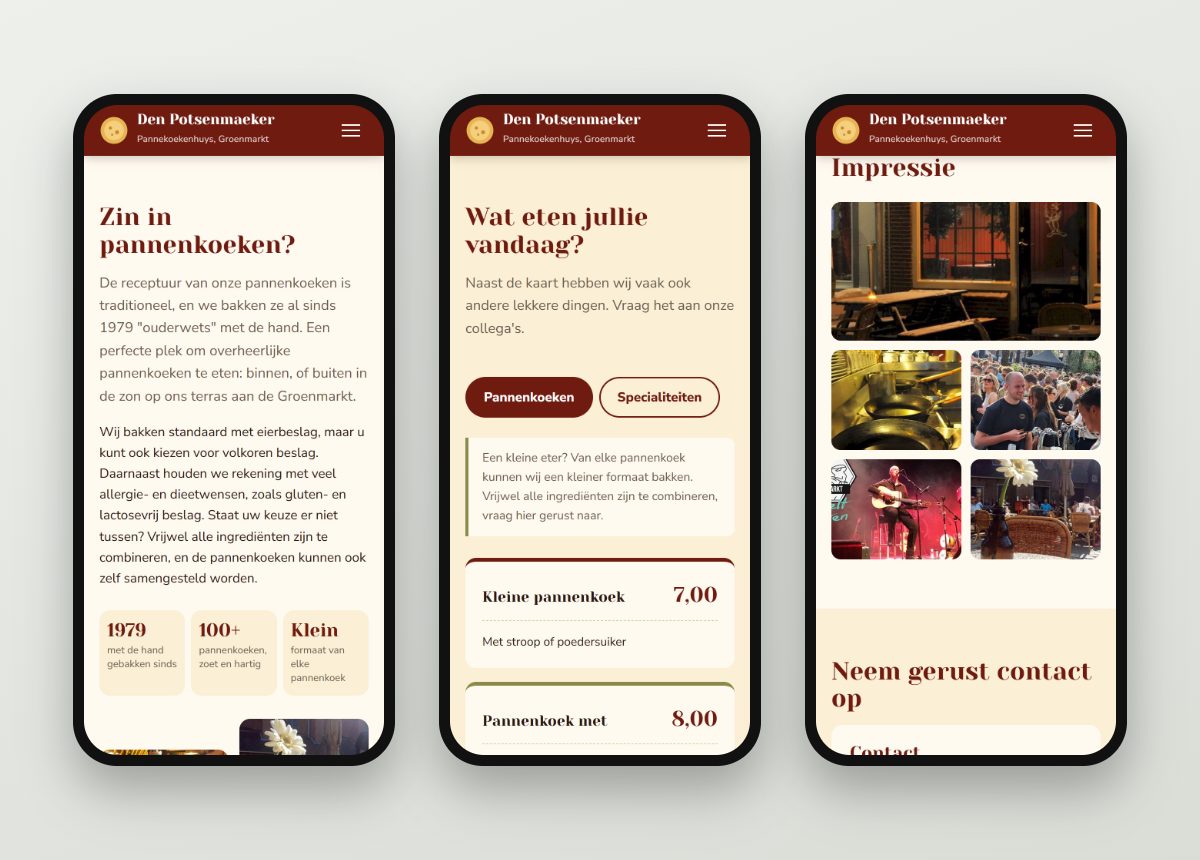 Den Potsenmaeker
Pannekoekenhuys, Groenmarkt
Zin in
pannenkoeken?
De receptuur van onze pannenkoeken is
traditioneel, en we bakken ze al sinds
1979 "ouderwets" met de hand. Een
perfecte plek om overheerlijke
pannenkoeken te eten: binnen, of buiten in
de zon op ons terras aan de Groenmarkt.
Wij bakken standaard met eierbeslag, maar u
kunt ook kiezen voor volkoren beslag.
Daarnaast houden we rekening met veel
allergie- en dieetwensen, zoals gluten- en
lactosevrij beslag. Staat uw keuze er niet
tussen? Vrijwel alle ingrediënten zijn te
combineren, en de pannenkoeken kunnen ook
zelf samengesteld worden.
1979
met de hand
gebakken sinds
100+
pannenkoeken,
zoet en hartig
Klein
formaat van
elke
pannenkoek
Den Potsenmaeker
Pannekoekenhuys, Groenmarkt
Wat eten jullie
vandaag?
Naast de kaart hebben wij vaak ook
andere lekkere dingen. Vraag het aan onze
collega's.
Pannenkoeken
Specialiteiten
Een kleine eter? Van elke pannenkoek
kunnen wij een kleiner formaat bakken.
Vrijwel alle ingrediënten zijn te combineren,
vraag hier gerust naar.
Kleine pannenkoek 7,00
Met stroop of poedersuiker
Pannenkoek met 8,00
Den Potsenmaeker
Pannekoekenhuys, Groenmarkt
Impressie
Neem gerust contact
op
Contact